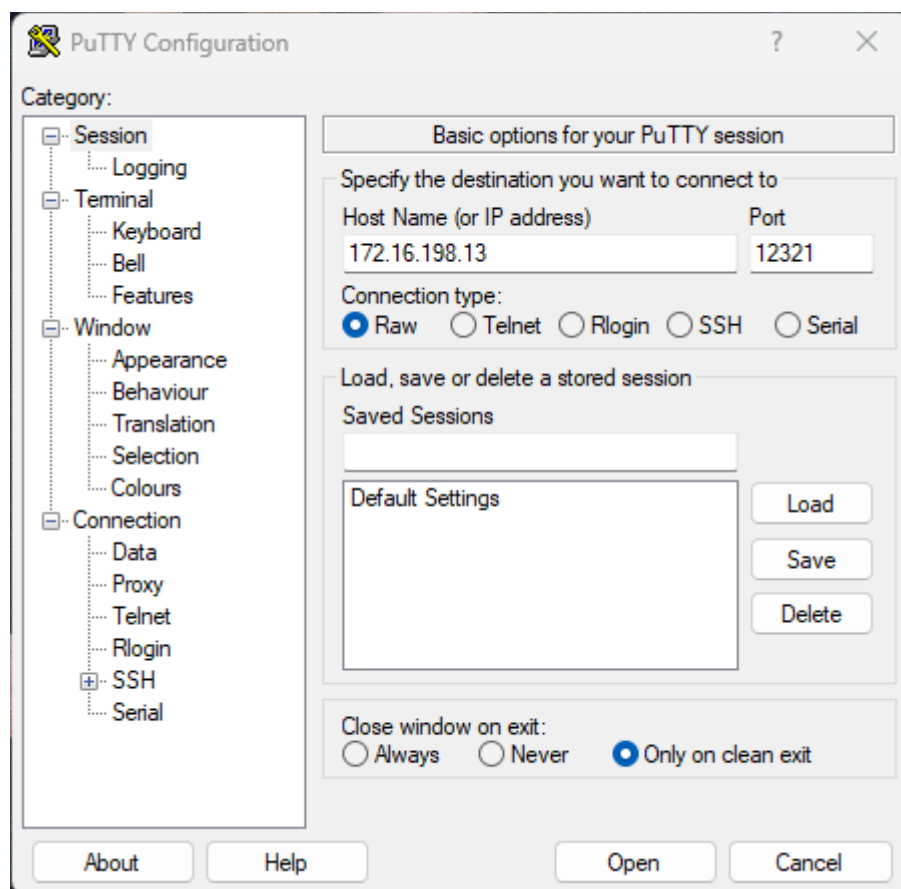 PuTTY Configuration
?
Category:
Session
Logging
Terminal
Keyboard
Bell
Features
Window
Appearance
Behaviour
Translation
Selection
Colours
Connection
Data
Proxy
Telnet
Rlogin
SSH
Serial
Basic options for your PuTTY session
Specify the destination you want to connect to
Host Name (or IP address) Port
172.16.198.13 12321
Connection type:
Raw Telnet Rlogin SSH Serial
Load, save or delete a stored session
Saved Sessions
Default Settings
Load
Save
Delete
Close window on exit:
Always Never Only on clean exit
About Help Open Cancel